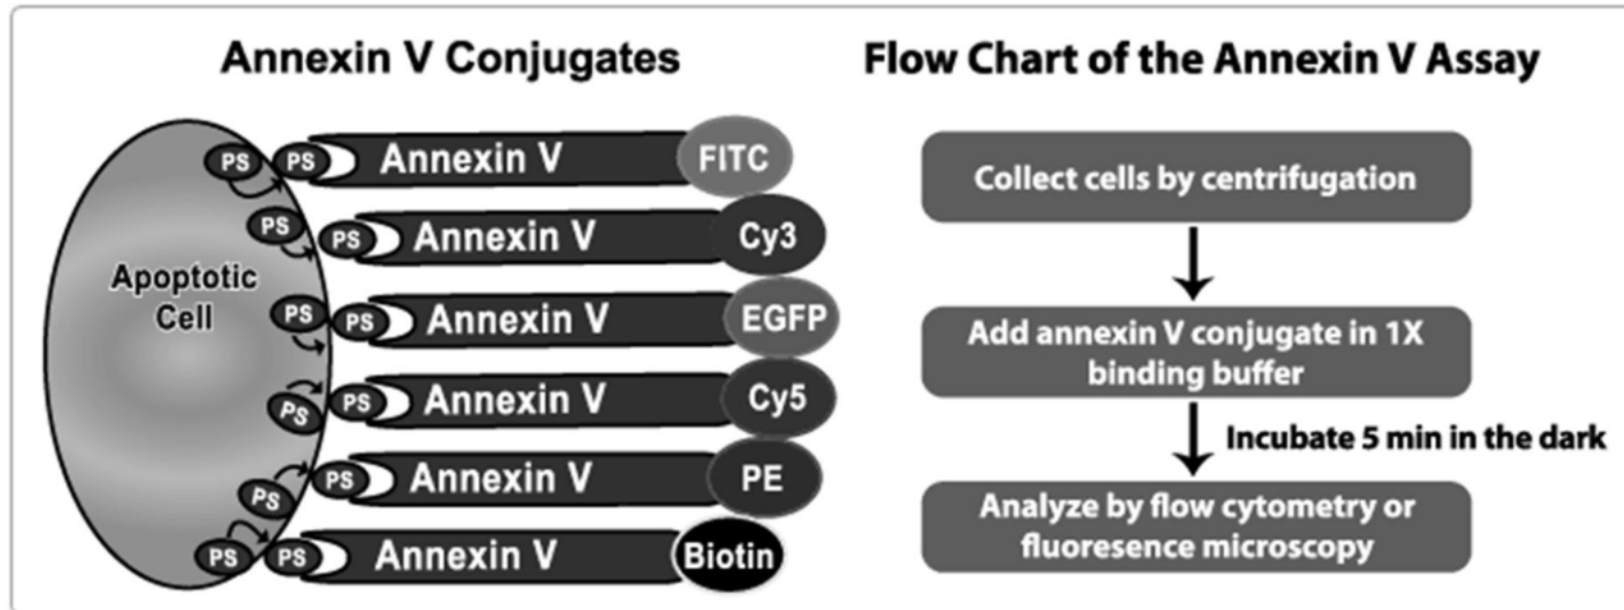 Annexin V Conjugates
PS PS Annexin V FITC
PS PS Annexin V Cy3
Apoptotic
Cell
PS PS Annexin V EGFP
PS PS Annexin V Cy5
PS PS Annexin V PE
PS PS Annexin V Biotin
Flow Chart of the Annexin V Assay
Collect cells by centrifugation
Add annexin V conjugate in 1X
binding buffer
Incubate 5 min in the dark
Analyze by flow cytometry or
fluoresence microscopy